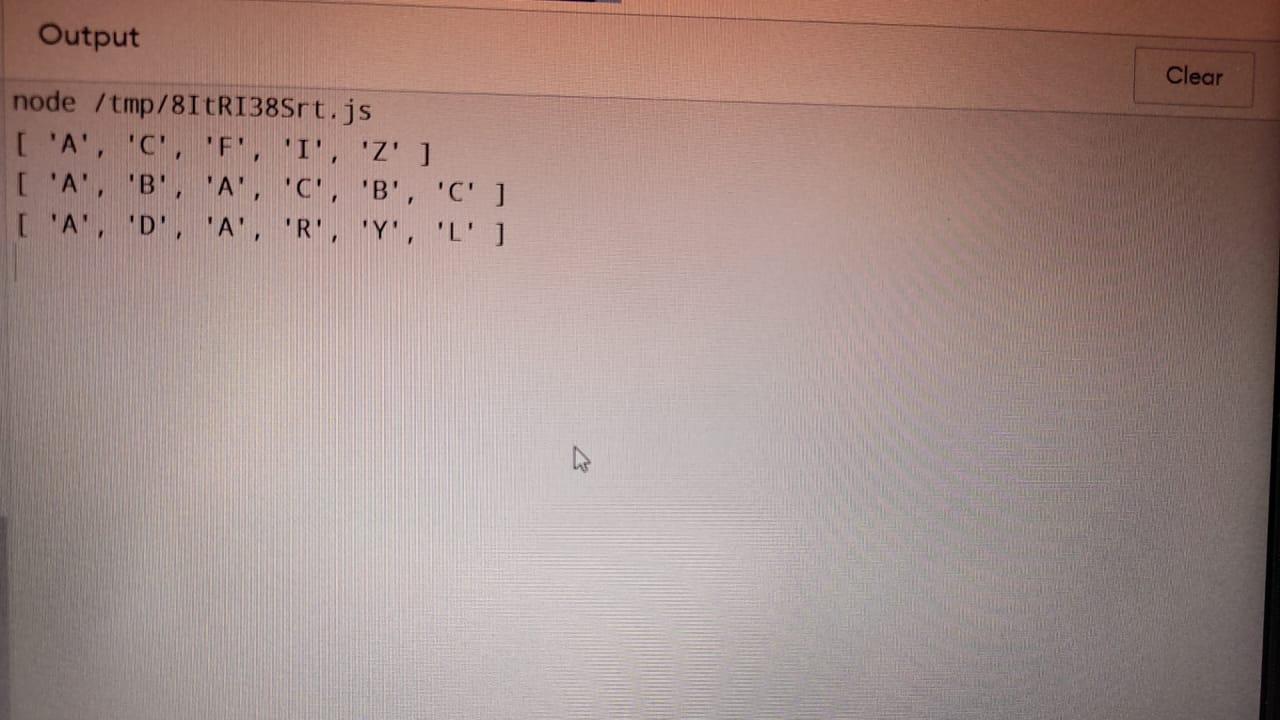 Output
Clear
node /tmp/8ItRI38Srt.js
[ 'A', 'C', 'F', 'I', 'Z' ]
[ 'A', 'B', 'A', 'C', 'B', 'C' ]
[ 'A', 'D', 'A', 'R', 'Y', 'L' ]